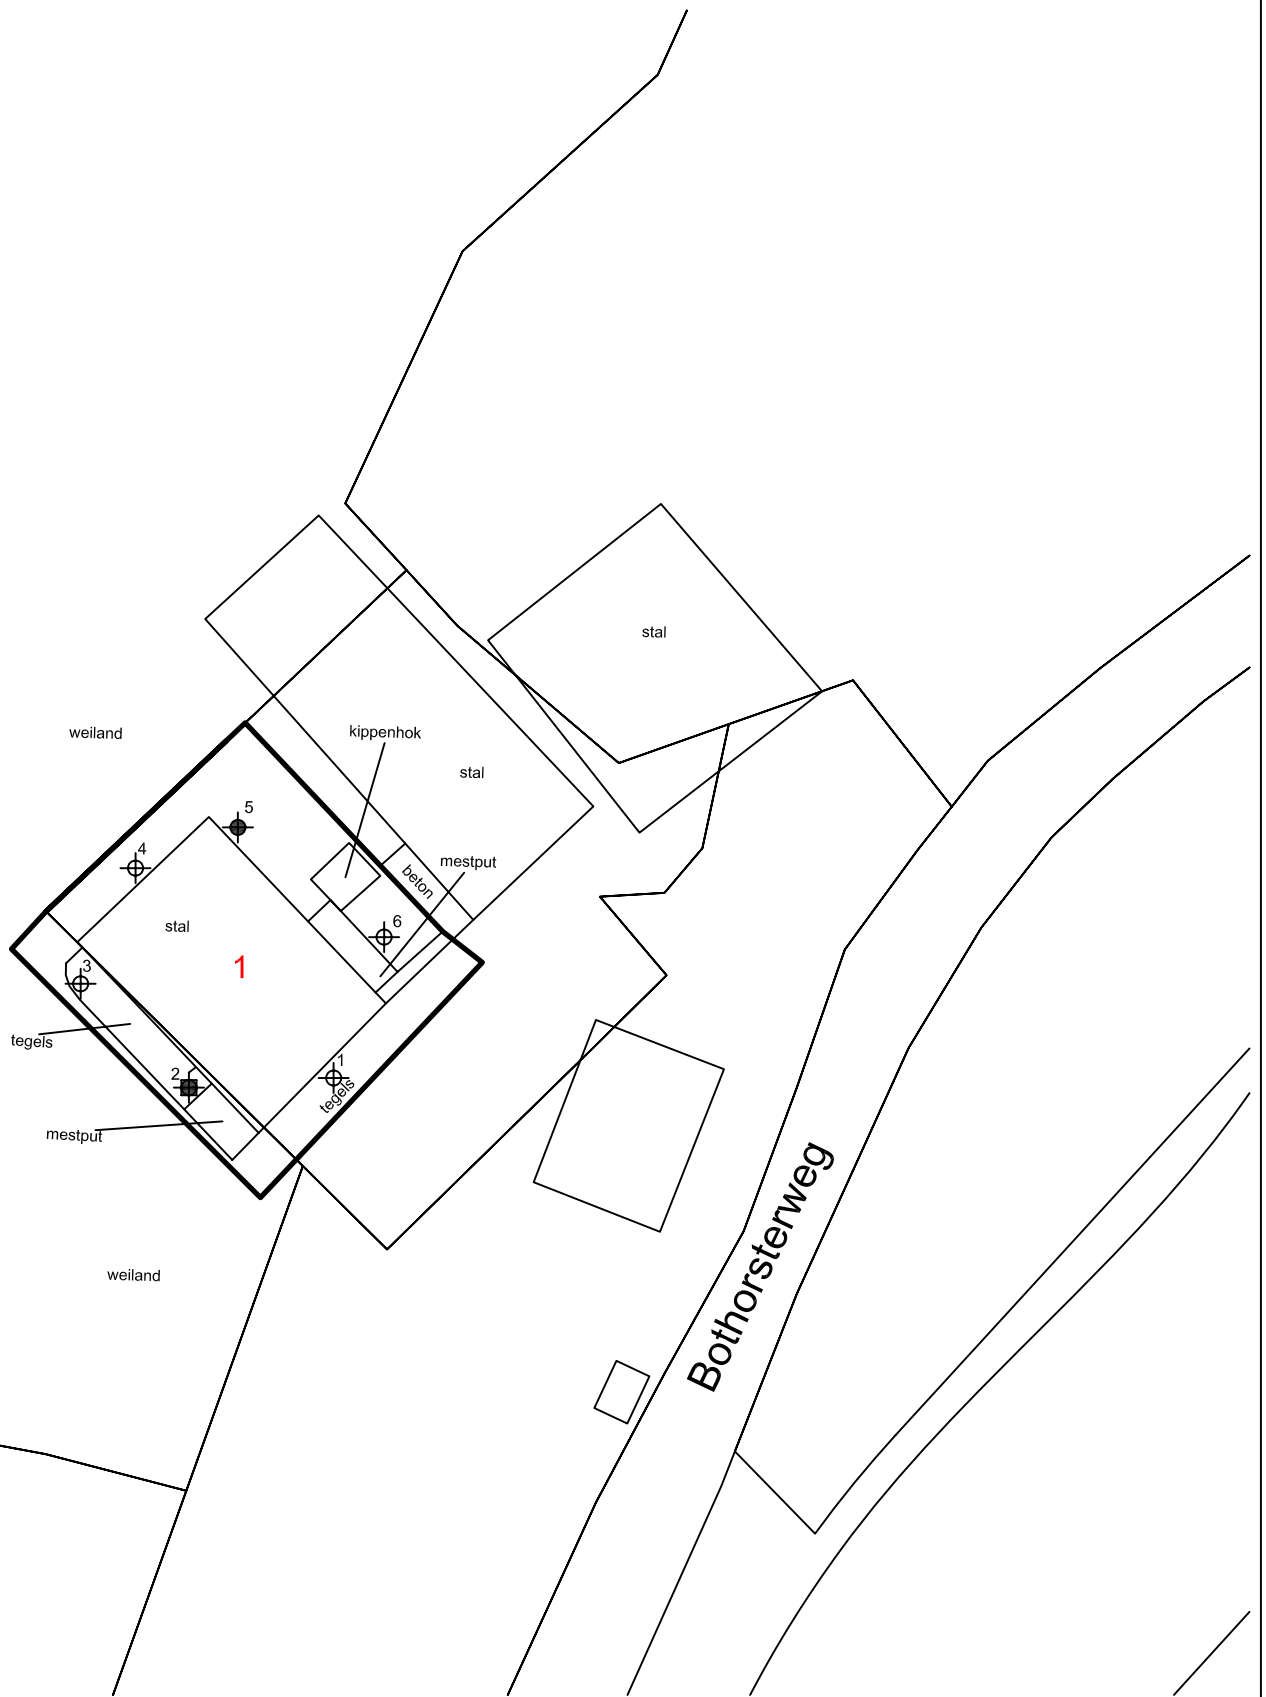 stal
weiland
kippenhok
stal
5
4
mestput
beton
stal
6
1
3
tegels
1
2
tegels
mestput
weiland
Bothorsterweg